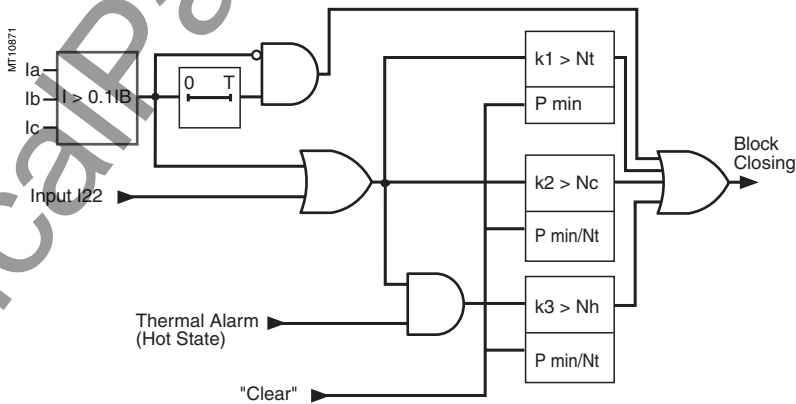 MT10871
Ia
Ib
Ic
I > 0.1IB
0 T
Input I22
Thermal Alarm
(Hot State)
"Clear"
k1 > Nt
P min
k2 > Nc
P min/Nt
k3 > Nh
P min/Nt
Block
Closing